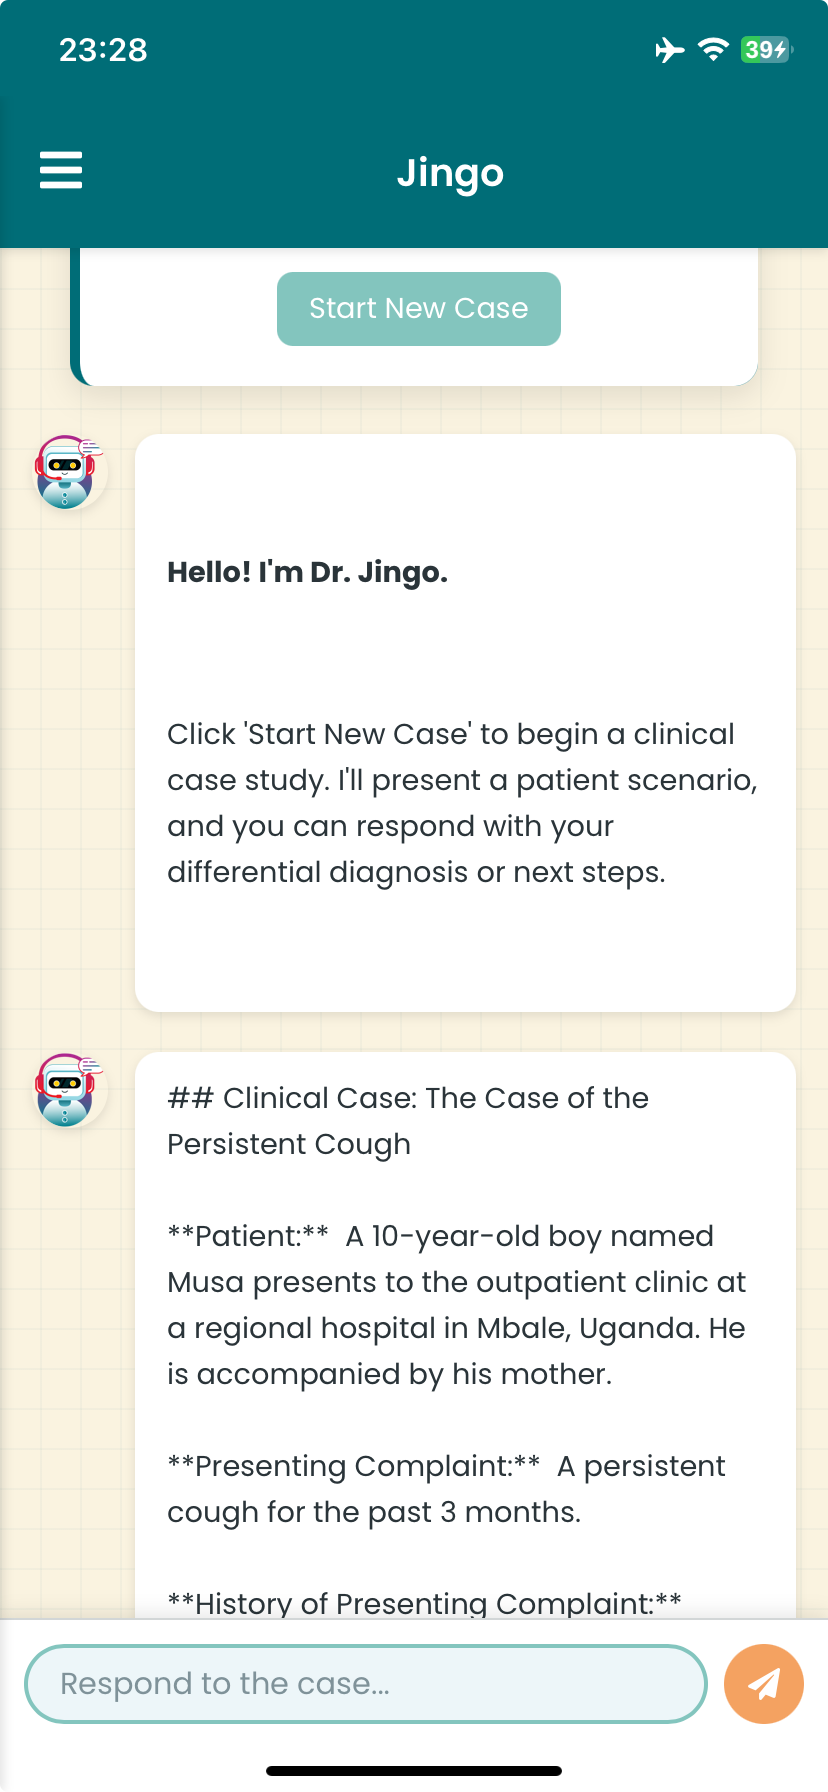 23:28
39
Jingo
Start New Case
Hello! I'm Dr. Jingo.
Click 'Start New Case' to begin a clinical
case study. I'll present a patient scenario,
and you can respond with your
differential diagnosis or next steps.
## Clinical Case: The Case of the
Persistent Cough
**Patient:**  A 10-year-old boy named
Musa presents to the outpatient clinic at
a regional hospital in Mbale, Uganda. He
is accompanied by his mother.
**Presenting Complaint:**  A persistent
cough for the past 3 months.
**History of Presenting Complaint:**
Respond to the case...